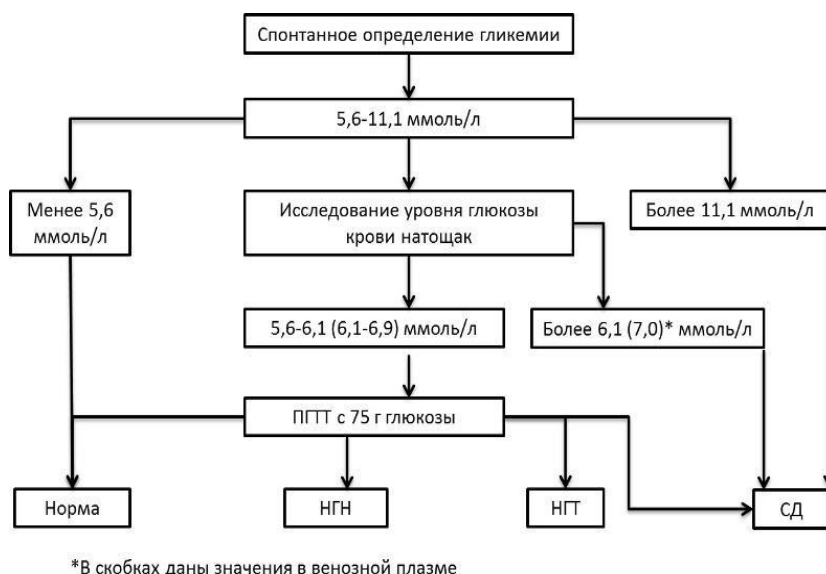 Спонтанное определение гликемии
5,6-11,1 ммоль/л
Менее 5,6
ммоль/л
Исследование уровня глюкозы
крови натощак
Более 11,1 ммоль/л
5,6-6,1 (6,1-6,9) ммоль/л
Более 6,1 (7,0)* ммоль/л
ПГТТ с 75 г глюкозы
Норма
НГН
НГТ
СД
*В скобках даны значения в венозной плазме